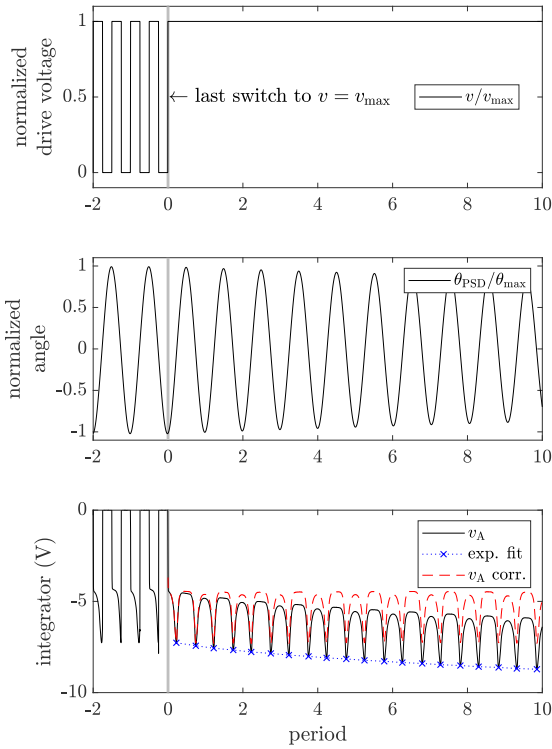 normalized
drive voltage
1
0.5
0
← last switch to v = v_max
v/v_max
-2 0 2 4 6 8 10
normalized
angle
1
0.5
0
-0.5
-1
θ_PSD/θ_max
-2 0 2 4 6 8 10
integrator (V)
0
-5
-10
v_A
exp. fit
v_A corr.
-2 0 2 4 6 8 10
period